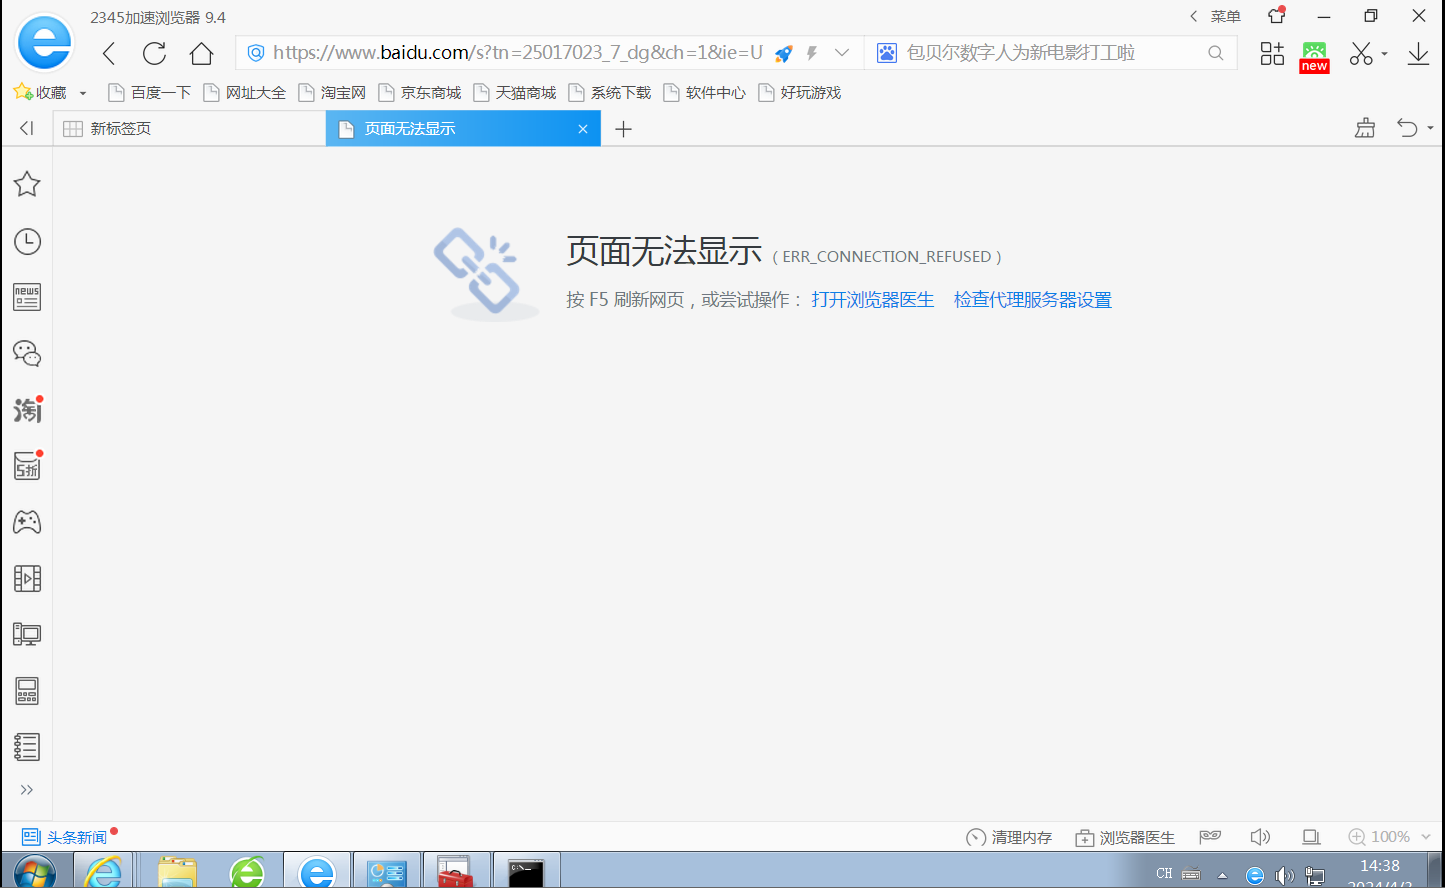 2345加速浏览器 9.4
菜单
https://www.baidu.com/s?tn=25017023_7_dg&ch=1&ie=U
包贝尔数字人为新电影打工啦
new
收藏 百度一下 网址大全 淘宝网 京东商城 天猫商城 系统下载 软件中心 好玩游戏
新标签页 页面无法显示
页面无法显示 ( ERR_CONNECTION_REFUSED )
按 F5 刷新网页，或尝试操作： 打开浏览器医生 检查代理服务器设置
news
淘
5折
头条新闻 清理内存 浏览器医生 100%
C:\_
CH 14:38
2024/4/3